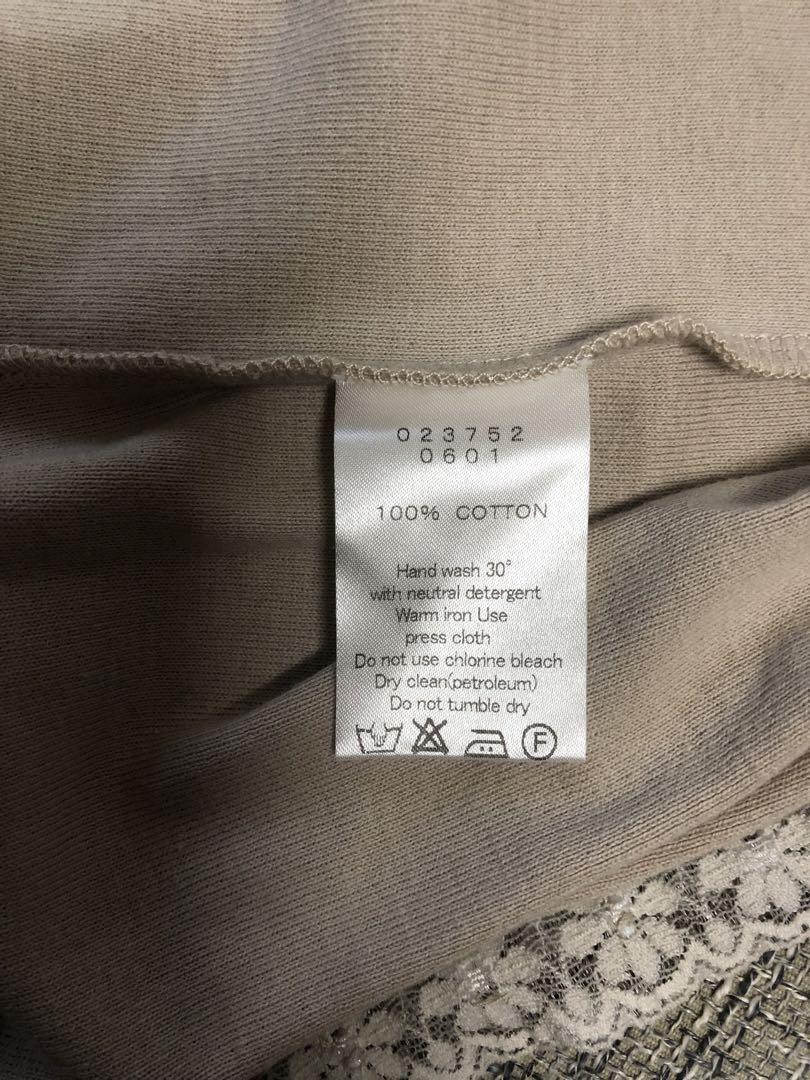 023752
0601
100% COTTON
Hand wash 30°
with neutral detergent
Warm iron Use
press cloth
Do not use chlorine bleach
Dry clean(petroleum)
Do not tumble dry
F